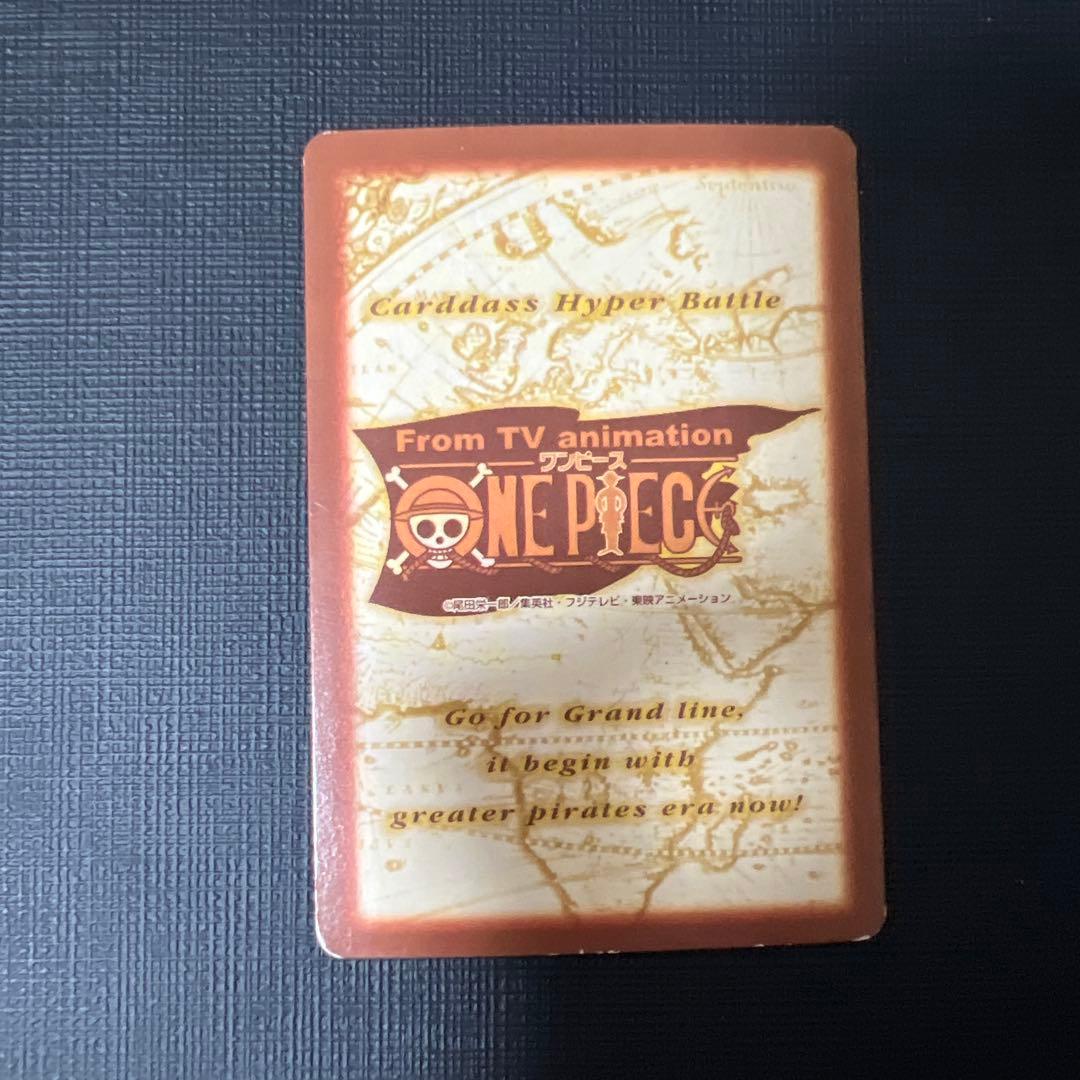 Septentrio
Carddass Hyper Battle
From TV animation
ワンピース
ONE PIECE
©尾田栄一郎／集英社・フジテレビ・東映アニメーション
Go for Grand line,
it begin with
greater pirates era now!